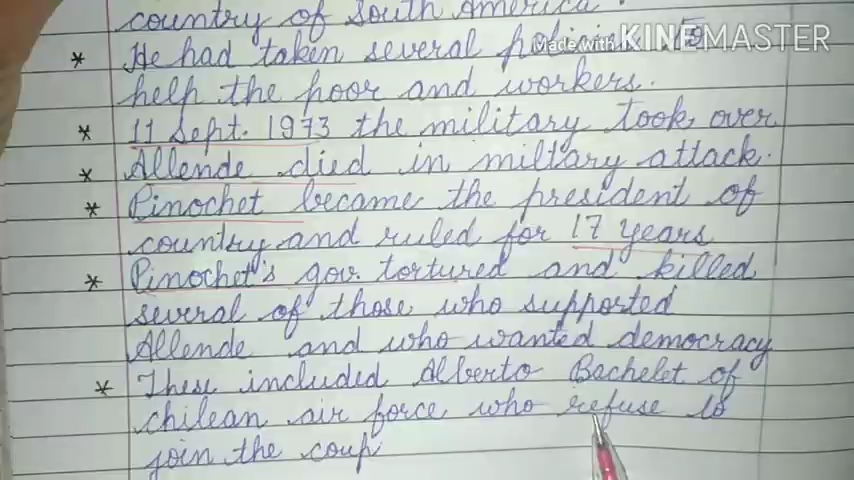 country of South America.
* He had taken several policies to
Made with KINEMASTER
help the poor and workers.
* 11 Sept. 1973 the military took over
* Allende died in miltary attack.
* Pinochet became the president of
country and ruled for 17 years
* Pinochet's gov. tortured and killed
several of those who supported
Allende and who wanted democracy
* These included Alberto Bachelet of
chilean air force who refuse to
join the coup